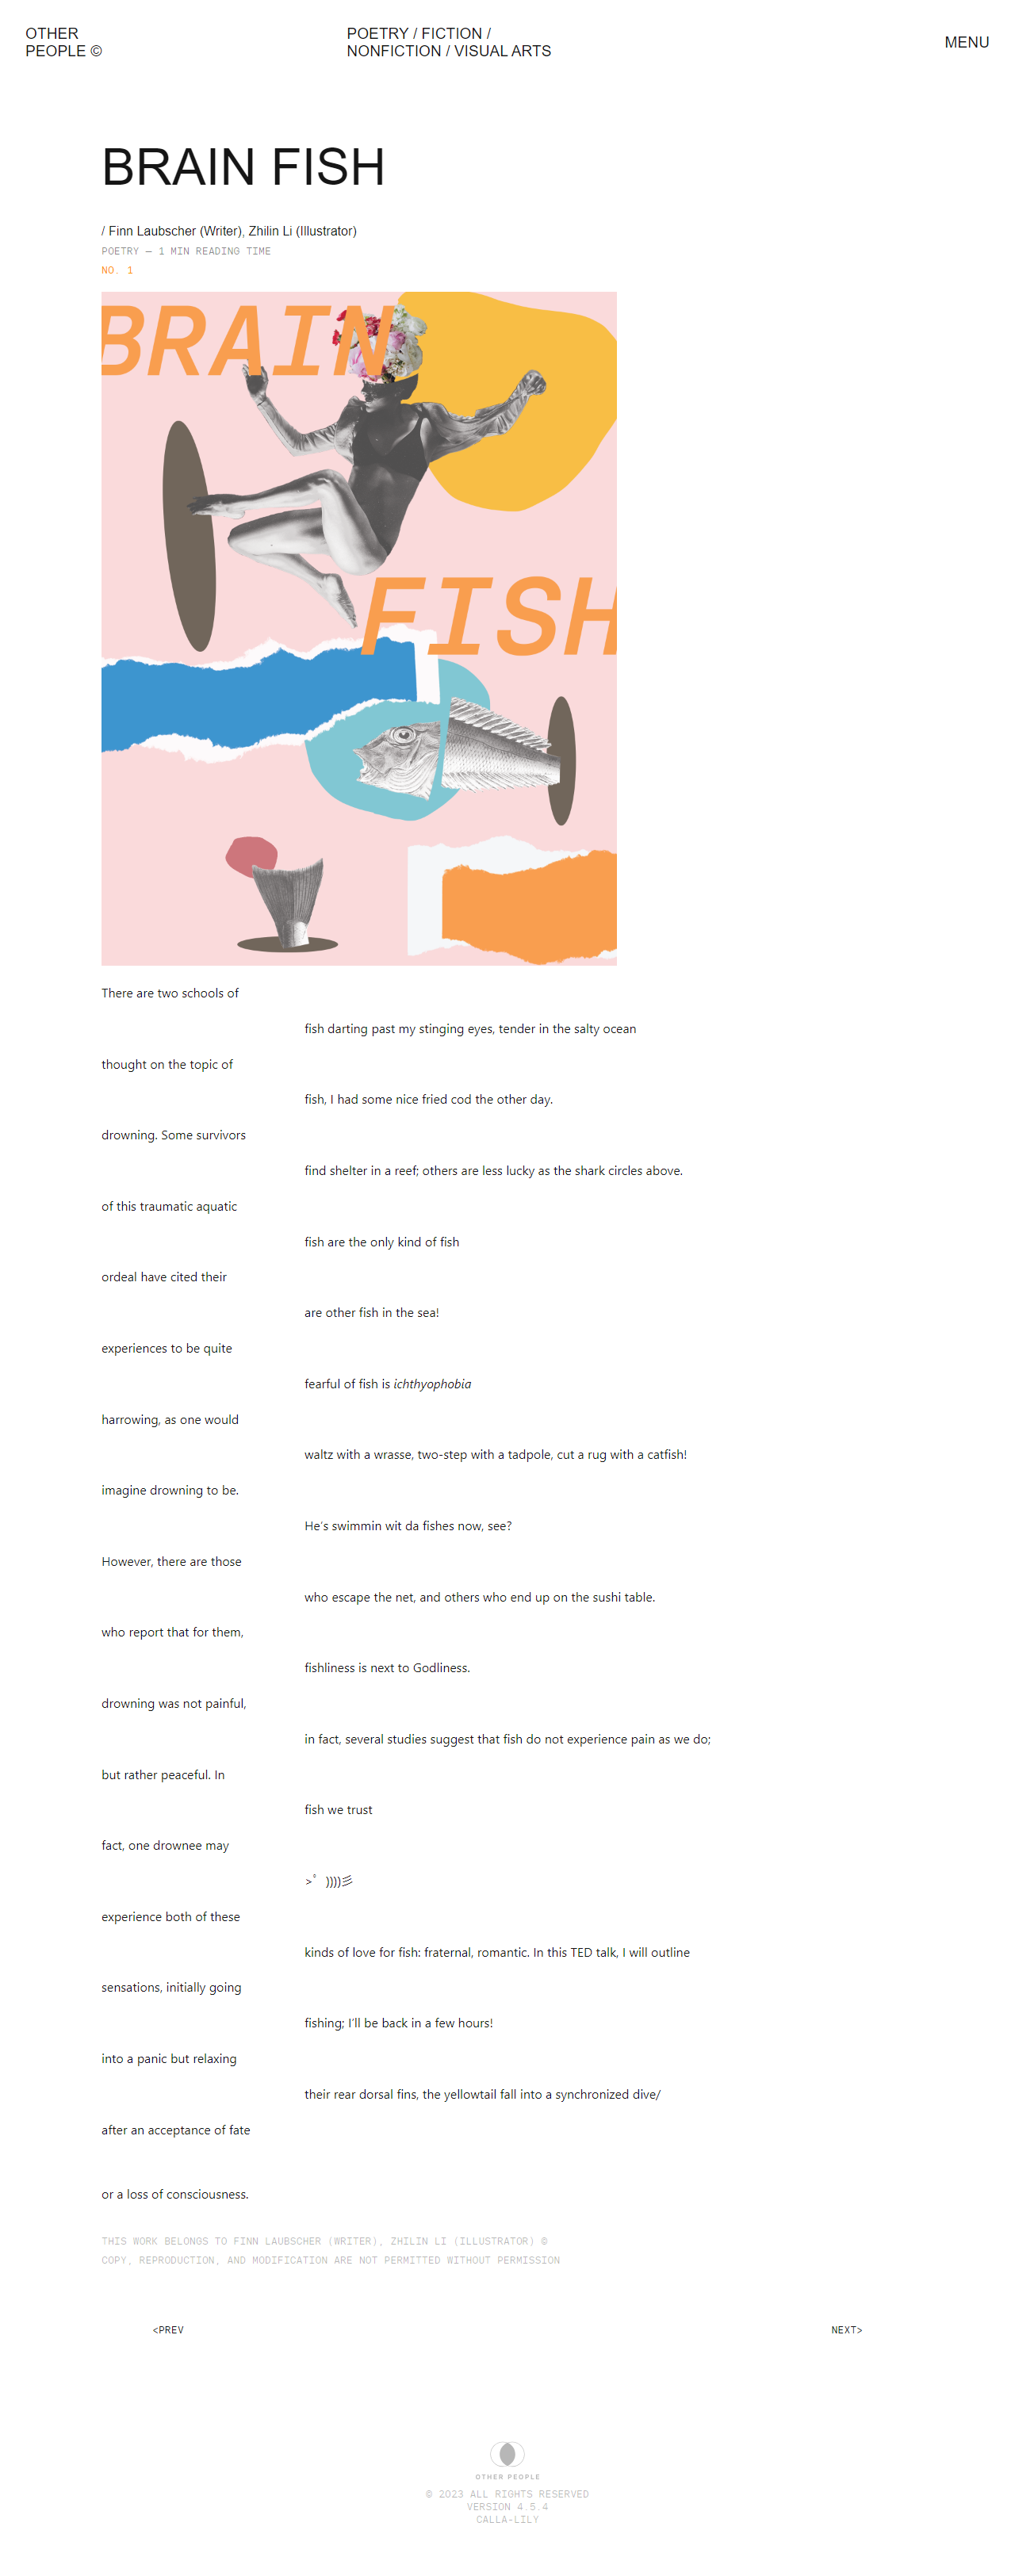 OTHER
PEOPLE ©
POETRY / FICTION /
NONFICTION / VISUAL ARTS
MENU
BRAIN FISH
/ Finn Laubscher (Writer), Zhilin Li (Illustrator)
POETRY — 1 MIN READING TIME
NO. 1
BRAIN
FISH
There are two schools of
fish darting past my stinging eyes, tender in the salty ocean
thought on the topic of
fish, I had some nice fried cod the other day.
drowning. Some survivors
find shelter in a reef; others are less lucky as the shark circles above.
of this traumatic aquatic
fish are the only kind of fish
ordeal have cited their
are other fish in the sea!
experiences to be quite
fearful of fish is ichthyophobia
harrowing, as one would
waltz with a wrasse, two-step with a tadpole, cut a rug with a catfish!
imagine drowning to be.
He's swimmin wit da fishes now, see?
However, there are those
who escape the net, and others who end up on the sushi table.
who report that for them,
fishliness is next to Godliness.
drowning was not painful,
in fact, several studies suggest that fish do not experience pain as we do;
but rather peaceful. In
fish we trust
fact, one drownee may
>゜))))彡
experience both of these
kinds of love for fish: fraternal, romantic. In this TED talk, I will outline
sensations, initially going
fishing; I'll be back in a few hours!
into a panic but relaxing
their rear dorsal fins, the yellowtail fall into a synchronized dive/
after an acceptance of fate
or a loss of consciousness.
THIS WORK BELONGS TO FINN LAUBSCHER (WRITER), ZHILIN LI (ILLUSTRATOR) ©
COPY, REPRODUCTION, AND MODIFICATION ARE NOT PERMITTED WITHOUT PERMISSION
<PREV
NEXT>
OTHER PEOPLE
© 2023 ALL RIGHTS RESERVED
VERSION 4.5.4
CALLA-LILY